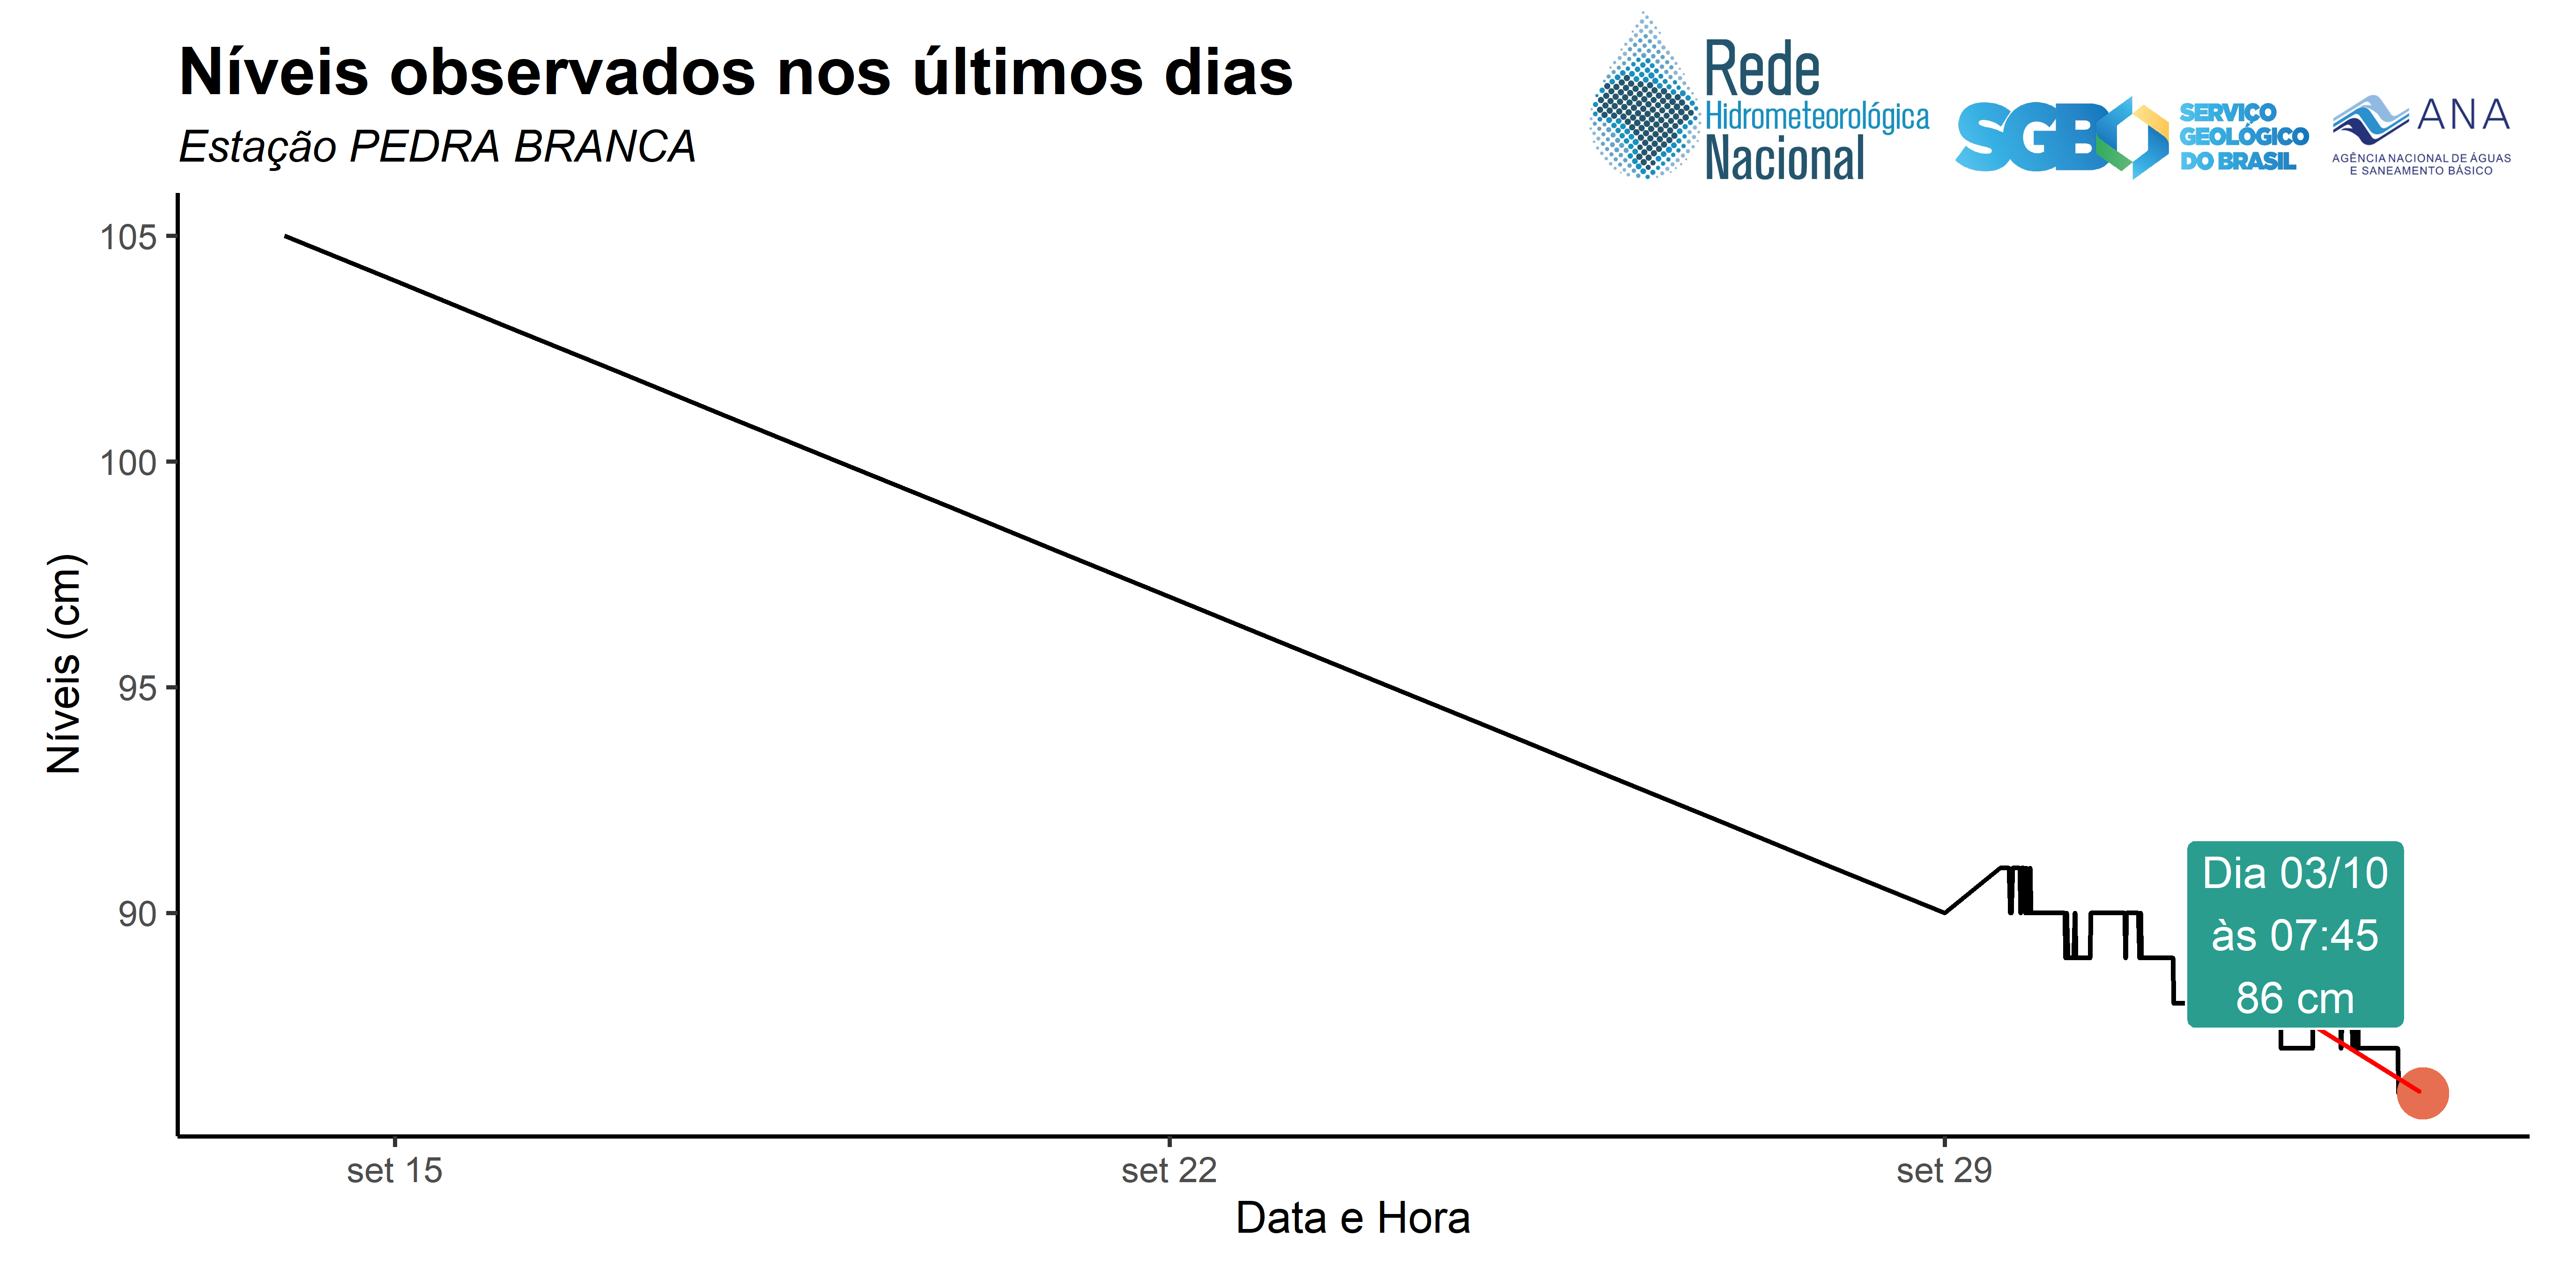 Níveis observados nos últimos dias
Estação PEDRA BRANCA
Rede
Hidrometeorológica
Nacional
SGB
SERVIÇO
GEOLÓGICO
DO BRASIL
ANA
AGÊNCIA NACIONAL DE ÁGUAS
E SANEAMENTO BÁSICO
Níveis (cm)
105
100
95
90
Dia 03/10
às 07:45
86 cm
set 15
set 22
set 29
Data e Hora